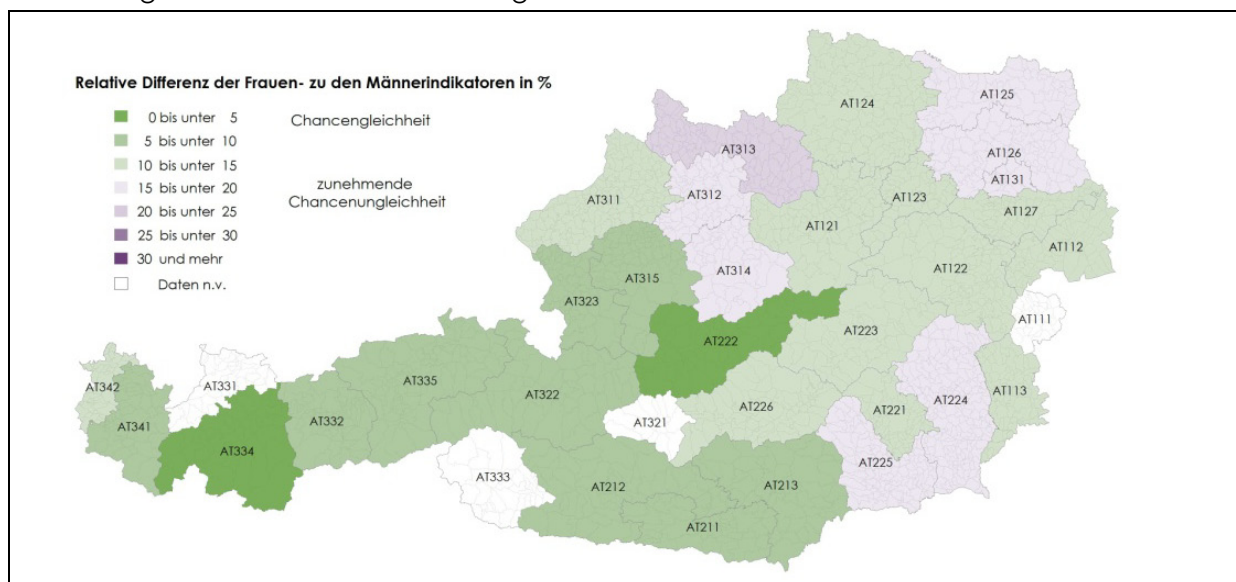 Relative Differenz der Frauen- zu den Männerindikatoren in %
0 bis unter 5 Chancengleichheit
5 bis unter 10
10 bis unter 15
15 bis unter 20 zunehmende
20 bis unter 25 Chancenungleichheit
25 bis unter 30
30 und mehr
Daten n.v.
AT124
AT125
AT313
AT126
AT131
AT312
AT311
AT123
AT127
AT121
AT112
AT122
AT315
AT314
AT323
AT111
AT223
AT222
AT342
AT331
AT335
AT322
AT113
AT332
AT224
AT226
AT221
AT321
AT341
AT334
AT225
AT333
AT212
AT213
AT211